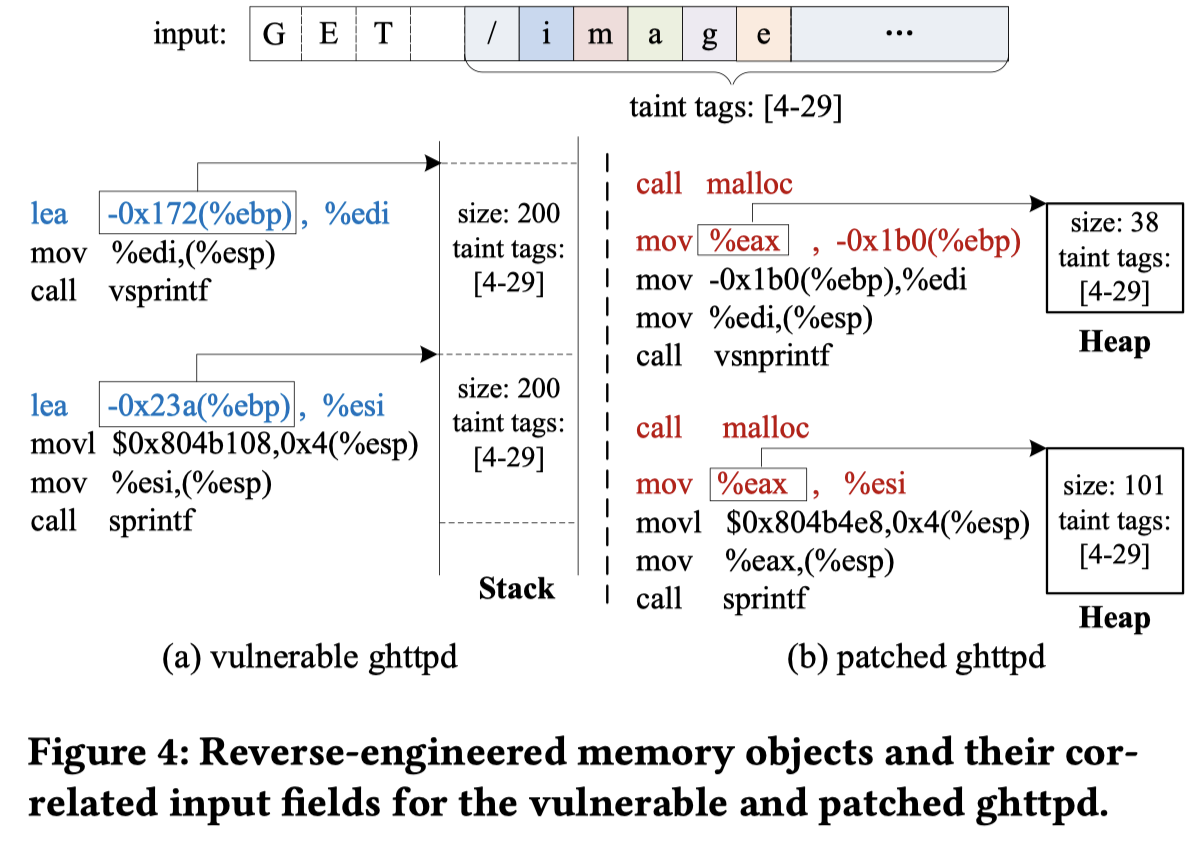 input: G E T / i m a g e ...
taint tags: [4-29]
lea -0x172(%ebp), %edi
mov %edi,(%esp)
call vsprintf
size: 200
taint tags:
[4-29]
lea -0x23a(%ebp), %esi
movl $0x804b108,0x4(%esp)
mov %esi,(%esp)
call sprintf
size: 200
taint tags:
[4-29]
Stack
(a) vulnerable ghttpd
call malloc
mov %eax , -0x1b0(%ebp)
mov -0x1b0(%ebp),%edi
mov %edi,(%esp)
call vsnprintf
size: 38
taint tags:
[4-29]
Heap
call malloc
mov %eax , %esi
movl $0x804b4e8,0x4(%esp)
mov %eax,(%esp)
call sprintf
size: 101
taint tags:
[4-29]
Heap
(b) patched ghttpd
Figure 4: Reverse-engineered memory objects and their cor-
related input fields for the vulnerable and patched ghttpd.